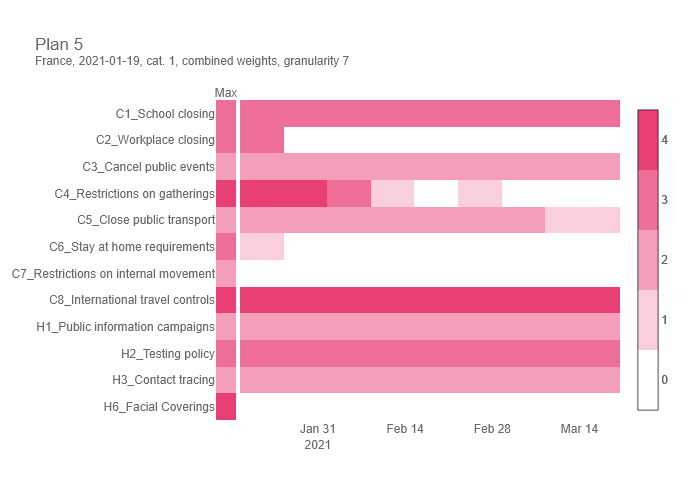 Plan 5
France, 2021-01-19, cat. 1, combined weights, granularity 7
Max
C1_School closing
C2_Workplace closing
C3_Cancel public events
C4_Restrictions on gatherings
C5_Close public transport
C6_Stay at home requirements
C7_Restrictions on internal movement
C8_International travel controls
H1_Public information campaigns
H2_Testing policy
H3_Contact tracing
H6_Facial Coverings
4
3
2
1
0
Jan 31
2021
Feb 14
Feb 28
Mar 14